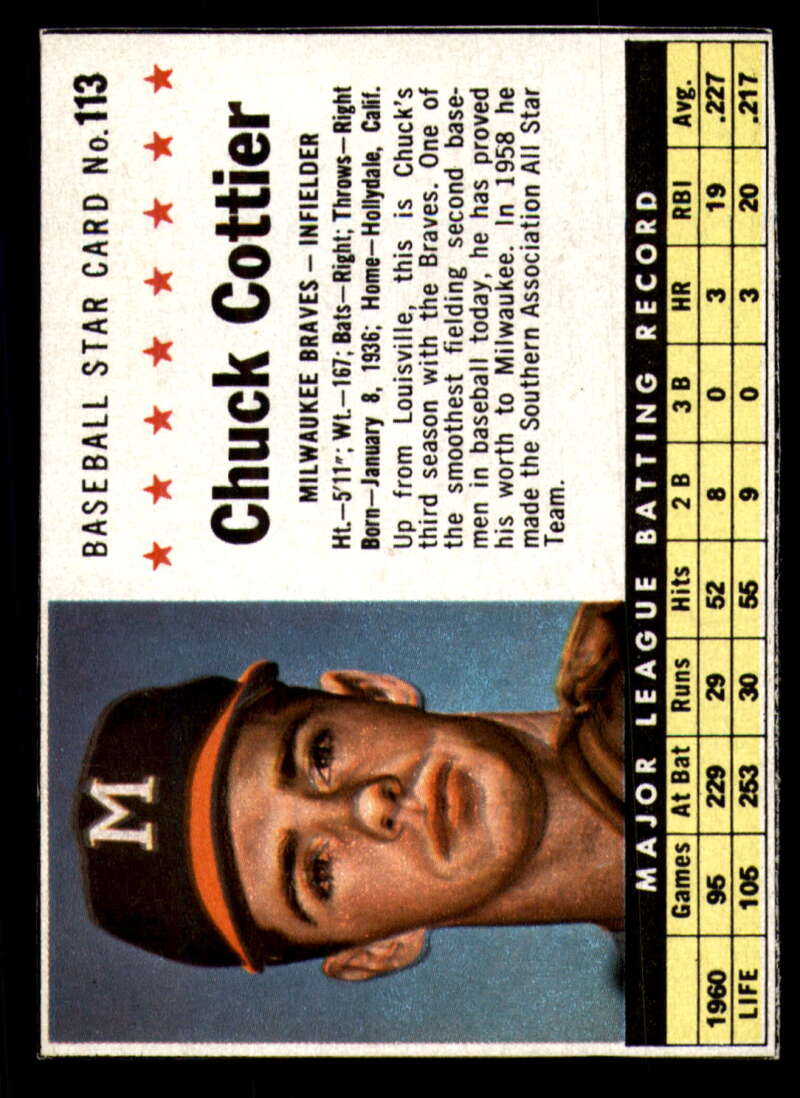 BASEBALL STAR CARD No. 113
Chuck Cottier
MILWAUKEE BRAVES — INFIELDER
Ht.—5'11"; Wt.—167; Bats—Right; Throws—Right
Born—January 8, 1936; Home—Hollydale, Calif.
Up from Louisville, this is Chuck's
third season with the Braves. One of
the smoothest fielding second base-
men in baseball today, he has proved
his worth to Milwaukee. In 1958 he
made the Southern Association All Star
Team.
M
MAJOR LEAGUE BATTING RECORD
Games At Bat Runs Hits 2 B 3 B HR RBI Avg.
1960 95 229 29 52 8 0 3 19 .227
LIFE 105 253 30 55 9 0 3 20 .217